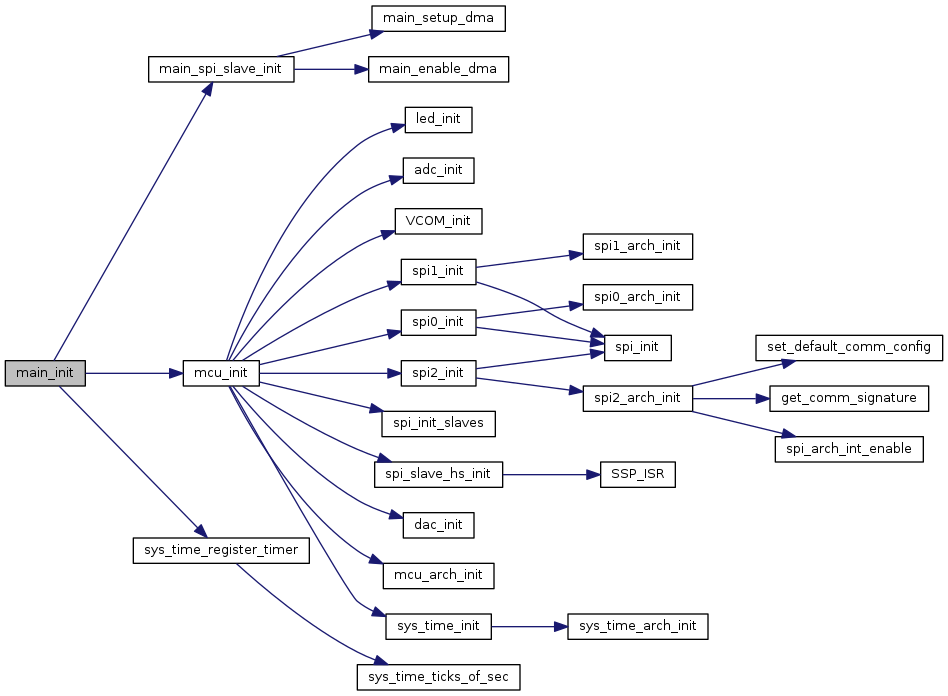 main_setup_dma
main_spi_slave_init
main_enable_dma
led_init
adc_init
VCOM_init
spi1_arch_init
spi1_init
spi0_arch_init
spi0_init
spi_init
set_default_comm_config
main_init
mcu_init
spi2_init
spi2_arch_init
get_comm_signature
spi_init_slaves
spi_arch_int_enable
spi_slave_hs_init
SSP_ISR
dac_init
sys_time_register_timer
mcu_arch_init
sys_time_init
sys_time_arch_init
sys_time_ticks_of_sec